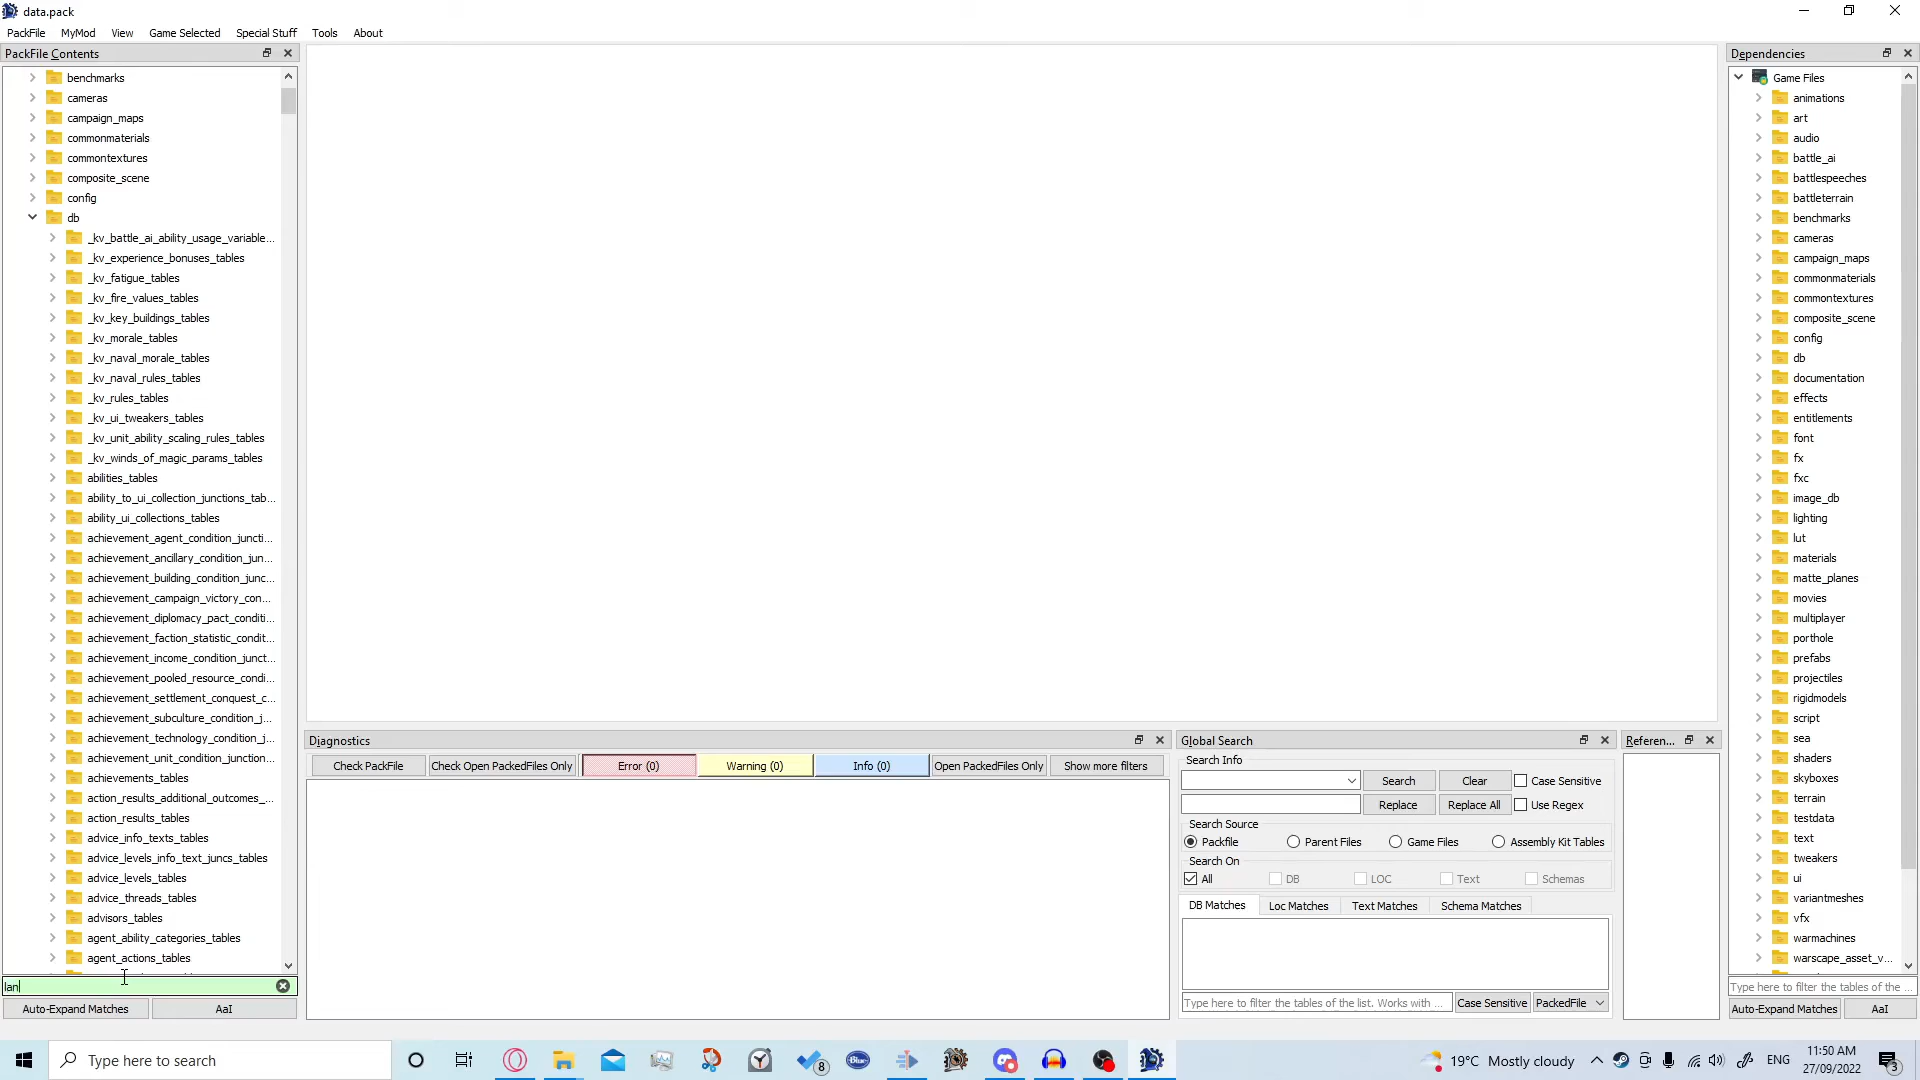 data.pack
PackFile MyMod View Game Selected Special Stuff Tools About
PackFile Contents
benchmarks
cameras
campaign_maps
commonmaterials
commontextures
composite_scene
config
db
_kv_battle_ai_ability_usage_variable...
_kv_experience_bonuses_tables
_kv_fatigue_tables
_kv_fire_values_tables
_kv_key_buildings_tables
_kv_morale_tables
_kv_naval_morale_tables
_kv_naval_rules_tables
_kv_rules_tables
_kv_ui_tweakers_tables
_kv_unit_ability_scaling_rules_tables
_kv_winds_of_magic_params_tables
abilities_tables
ability_to_ui_collection_junctions_tab...
ability_ui_collections_tables
achievement_agent_condition_juncti...
achievement_ancillary_condition_jun...
achievement_building_condition_junc...
achievement_campaign_victory_con...
achievement_diplomacy_pact_conditi...
achievement_faction_statistic_condit...
achievement_income_condition_junct...
achievement_pooled_resource_condi...
achievement_settlement_conquest_c...
achievement_subculture_condition_j...
achievement_technology_condition_j...
achievement_unit_condition_junction...
achievements_tables
action_results_additional_outcomes_...
action_results_tables
advice_info_texts_tables
advice_levels_info_text_juncs_tables
advice_levels_tables
advice_threads_tables
advisors_tables
agent_ability_categories_tables
agent_actions_tables
lan
Auto-Expand Matches AaI
Diagnostics
Check PackFile Check Open PackedFiles Only Error (0) Warning (0) Info (0) Open PackedFiles Only Show more filters
Global Search
Search Info
Search Clear Case Sensitive
Replace Replace All Use Regex
Search Source
Packfile Parent Files Game Files Assembly Kit Tables
Search On
All DB LOC Text Schemas
DB Matches Loc Matches Text Matches Schema Matches
Type here to filter the tables of the list. Works with ... Case Sensitive PackedFile
Referen...
Dependencies
Game Files
animations
art
audio
battle_ai
battlespeeches
battleterrain
benchmarks
cameras
campaign_maps
commonmaterials
commontextures
composite_scene
config
db
documentation
effects
entitlements
font
fx
fxc
image_db
lighting
lut
materials
matte_planes
movies
multiplayer
porthole
prefabs
projectiles
rigidmodels
script
sea
shaders
skyboxes
terrain
testdata
text
tweakers
ui
variantmeshes
vfx
warmachines
warscape_asset_v...
Type here to filter the tables of the ...
Auto-Expand Matches AaI
Type here to search
8
Blue
19°C Mostly cloudy
ENG
11:50 AM
27/09/2022
3